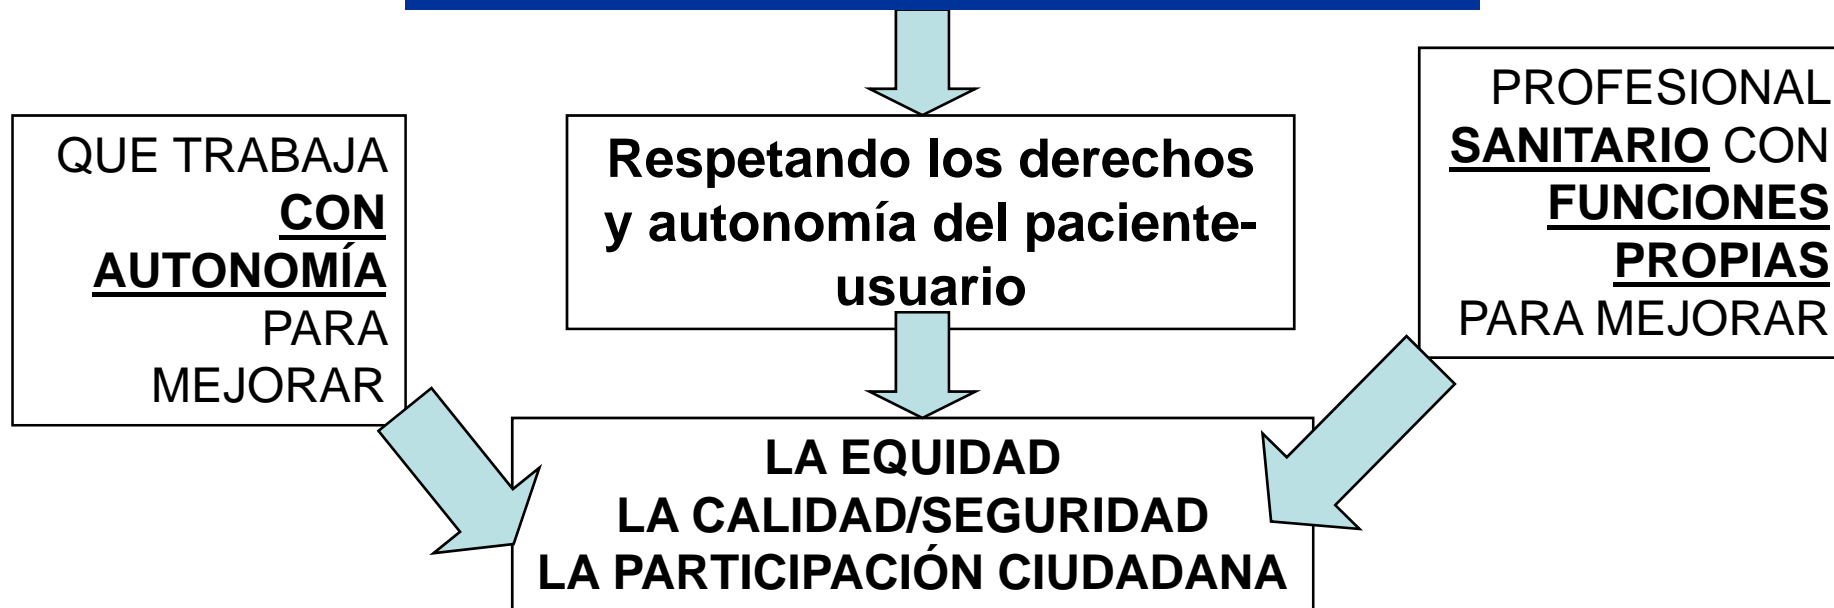 QUE TRABAJA
CON
AUTONOMÍA
PARA
MEJORAR
Respetando los derechos
y autonomía del paciente-
usuario
PROFESIONAL
SANITARIO CON
FUNCIONES
PROPIAS
PARA MEJORAR
LA EQUIDAD
LA CALIDAD/SEGURIDAD
LA PARTICIPACIÓN CIUDADANA